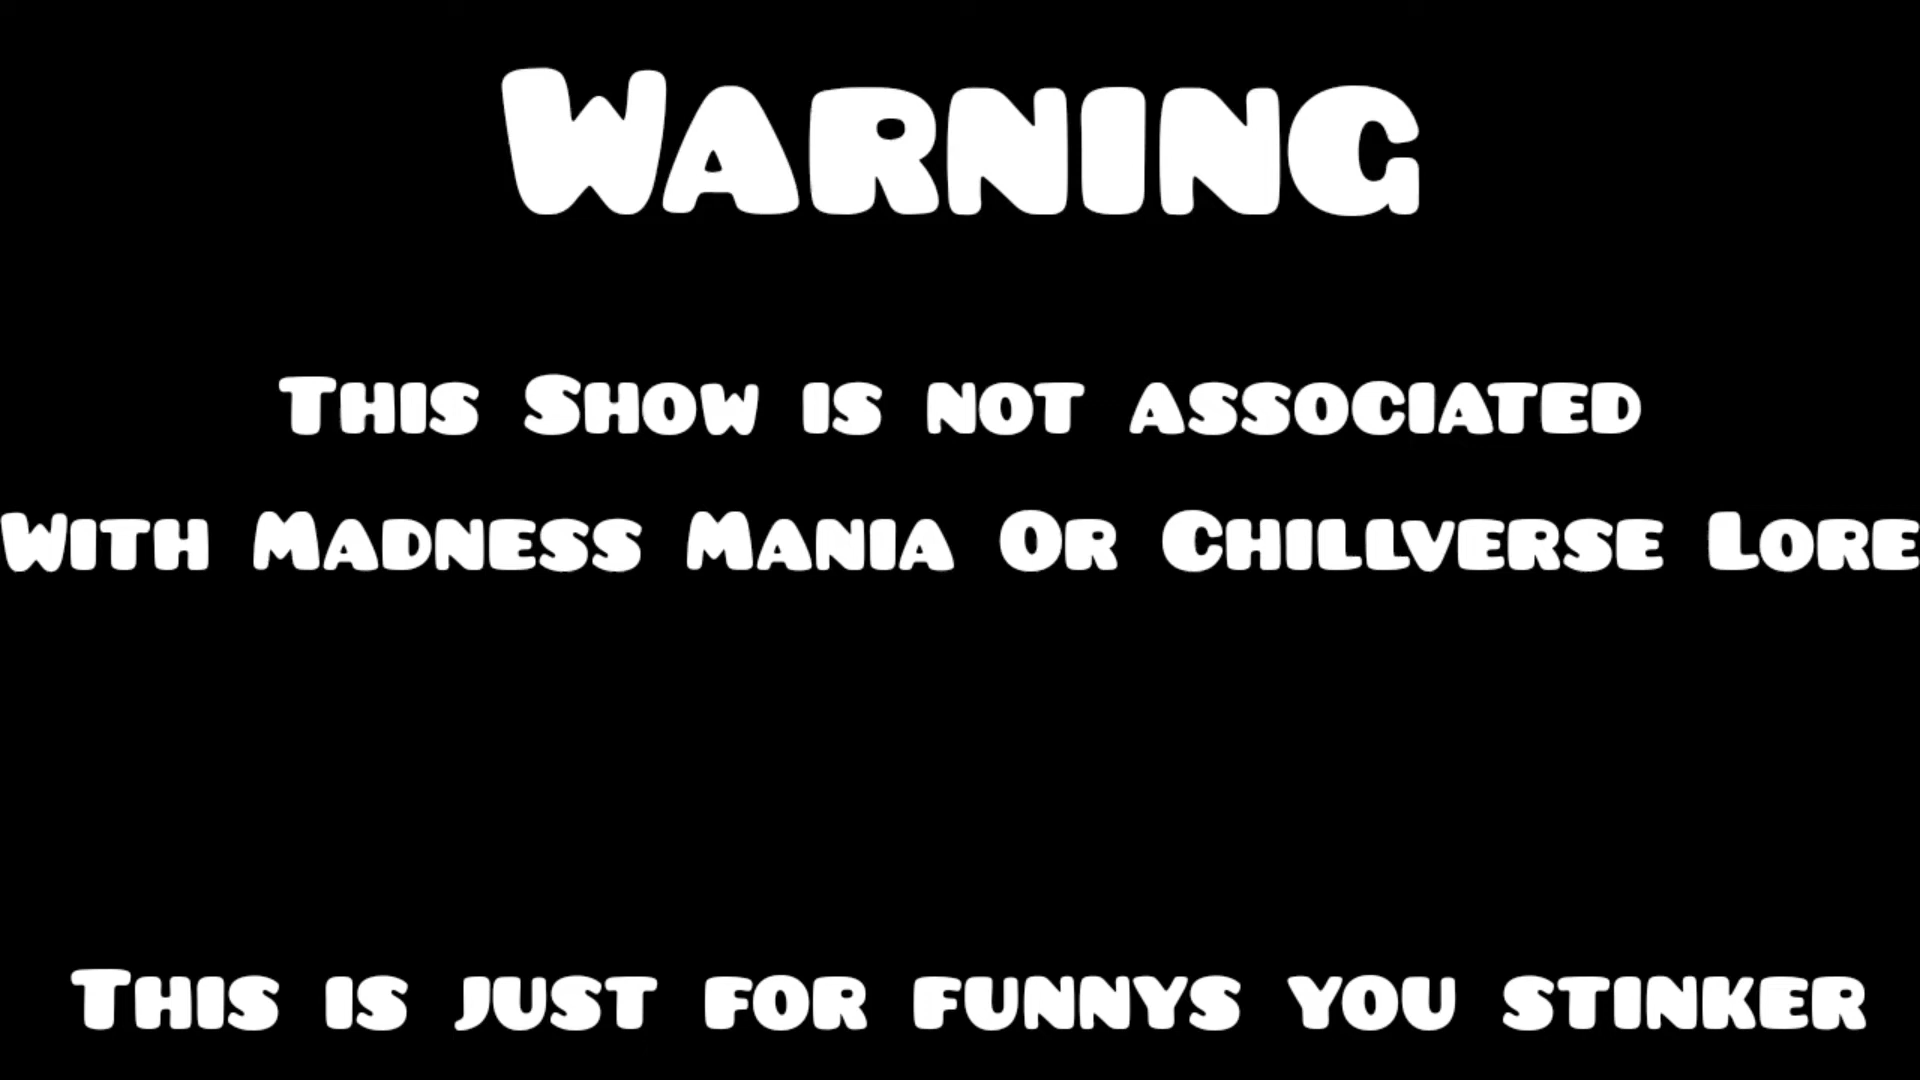 Warning
This Show is not associated
With Madness Mania Or Chillverse Lore
This is just for funnys you stinker